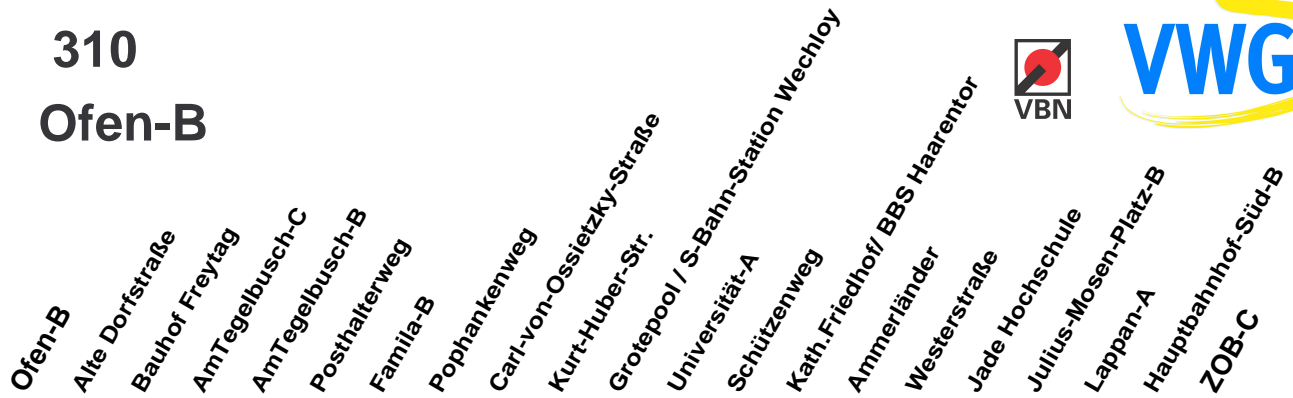 310
Ofen-B
VBN
VWG
Ofen-B
Alte Dorfstraße
Bauhof Freytag
AmTegelbusch-C
AmTegelbusch-B
Posthalterweg
Famila-B
Pophankenweg
Carl-von-Ossietzky-Straße
Kurt-Huber-Str.
Grotepool / S-Bahn-Station Wechloy
Universität-A
Schützenweg
Kath.Friedhof/ BBS Haarentor
Ammerländer
Westerstraße
Jade Hochschule
Julius-Mosen-Platz-B
Lappan-A
Hauptbahnhof-Süd-B
ZOB-C